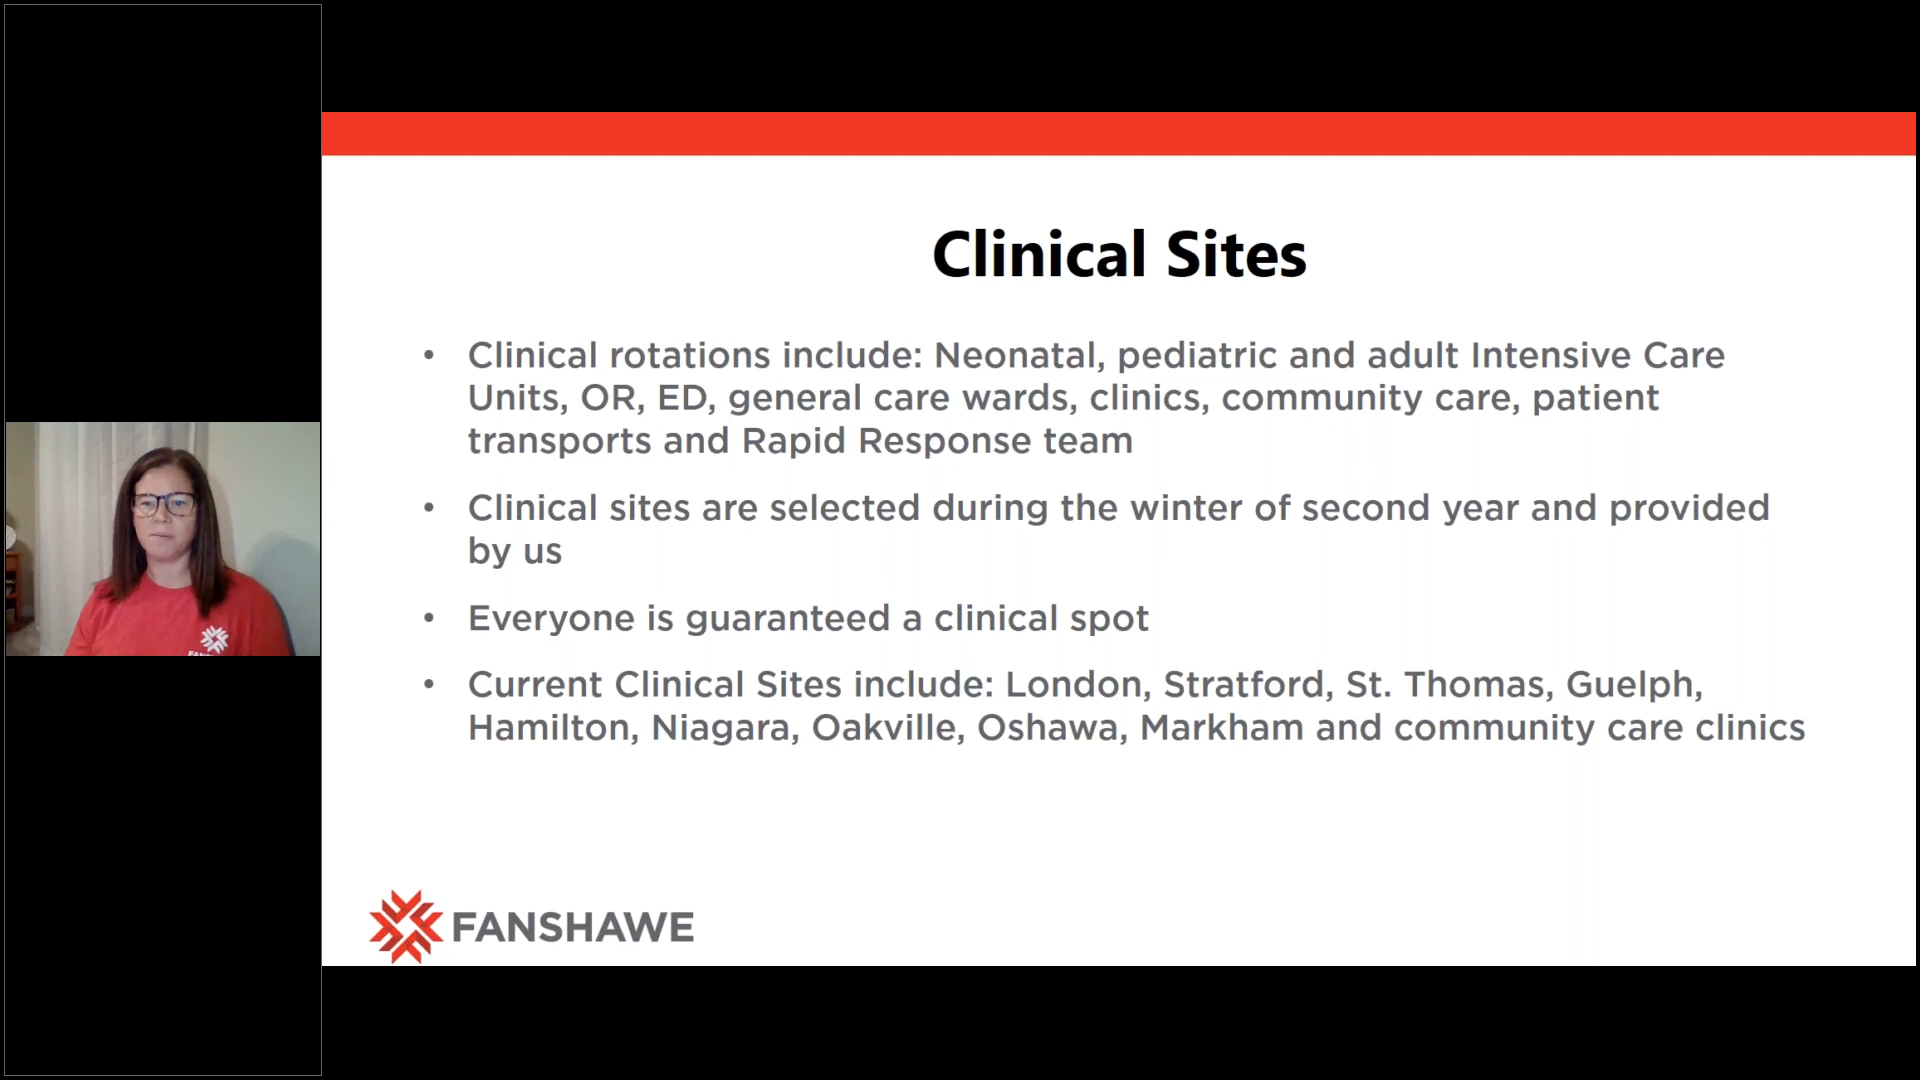 Clinical Sites
• Clinical rotations include: Neonatal, pediatric and adult Intensive Care
Units, OR, ED, general care wards, clinics, community care, patient
transports and Rapid Response team
• Clinical sites are selected during the winter of second year and provided
by us
• Everyone is guaranteed a clinical spot
• Current Clinical Sites include: London, Stratford, St. Thomas, Guelph,
Hamilton, Niagara, Oakville, Oshawa, Markham and community care clinics
FANSHAWE